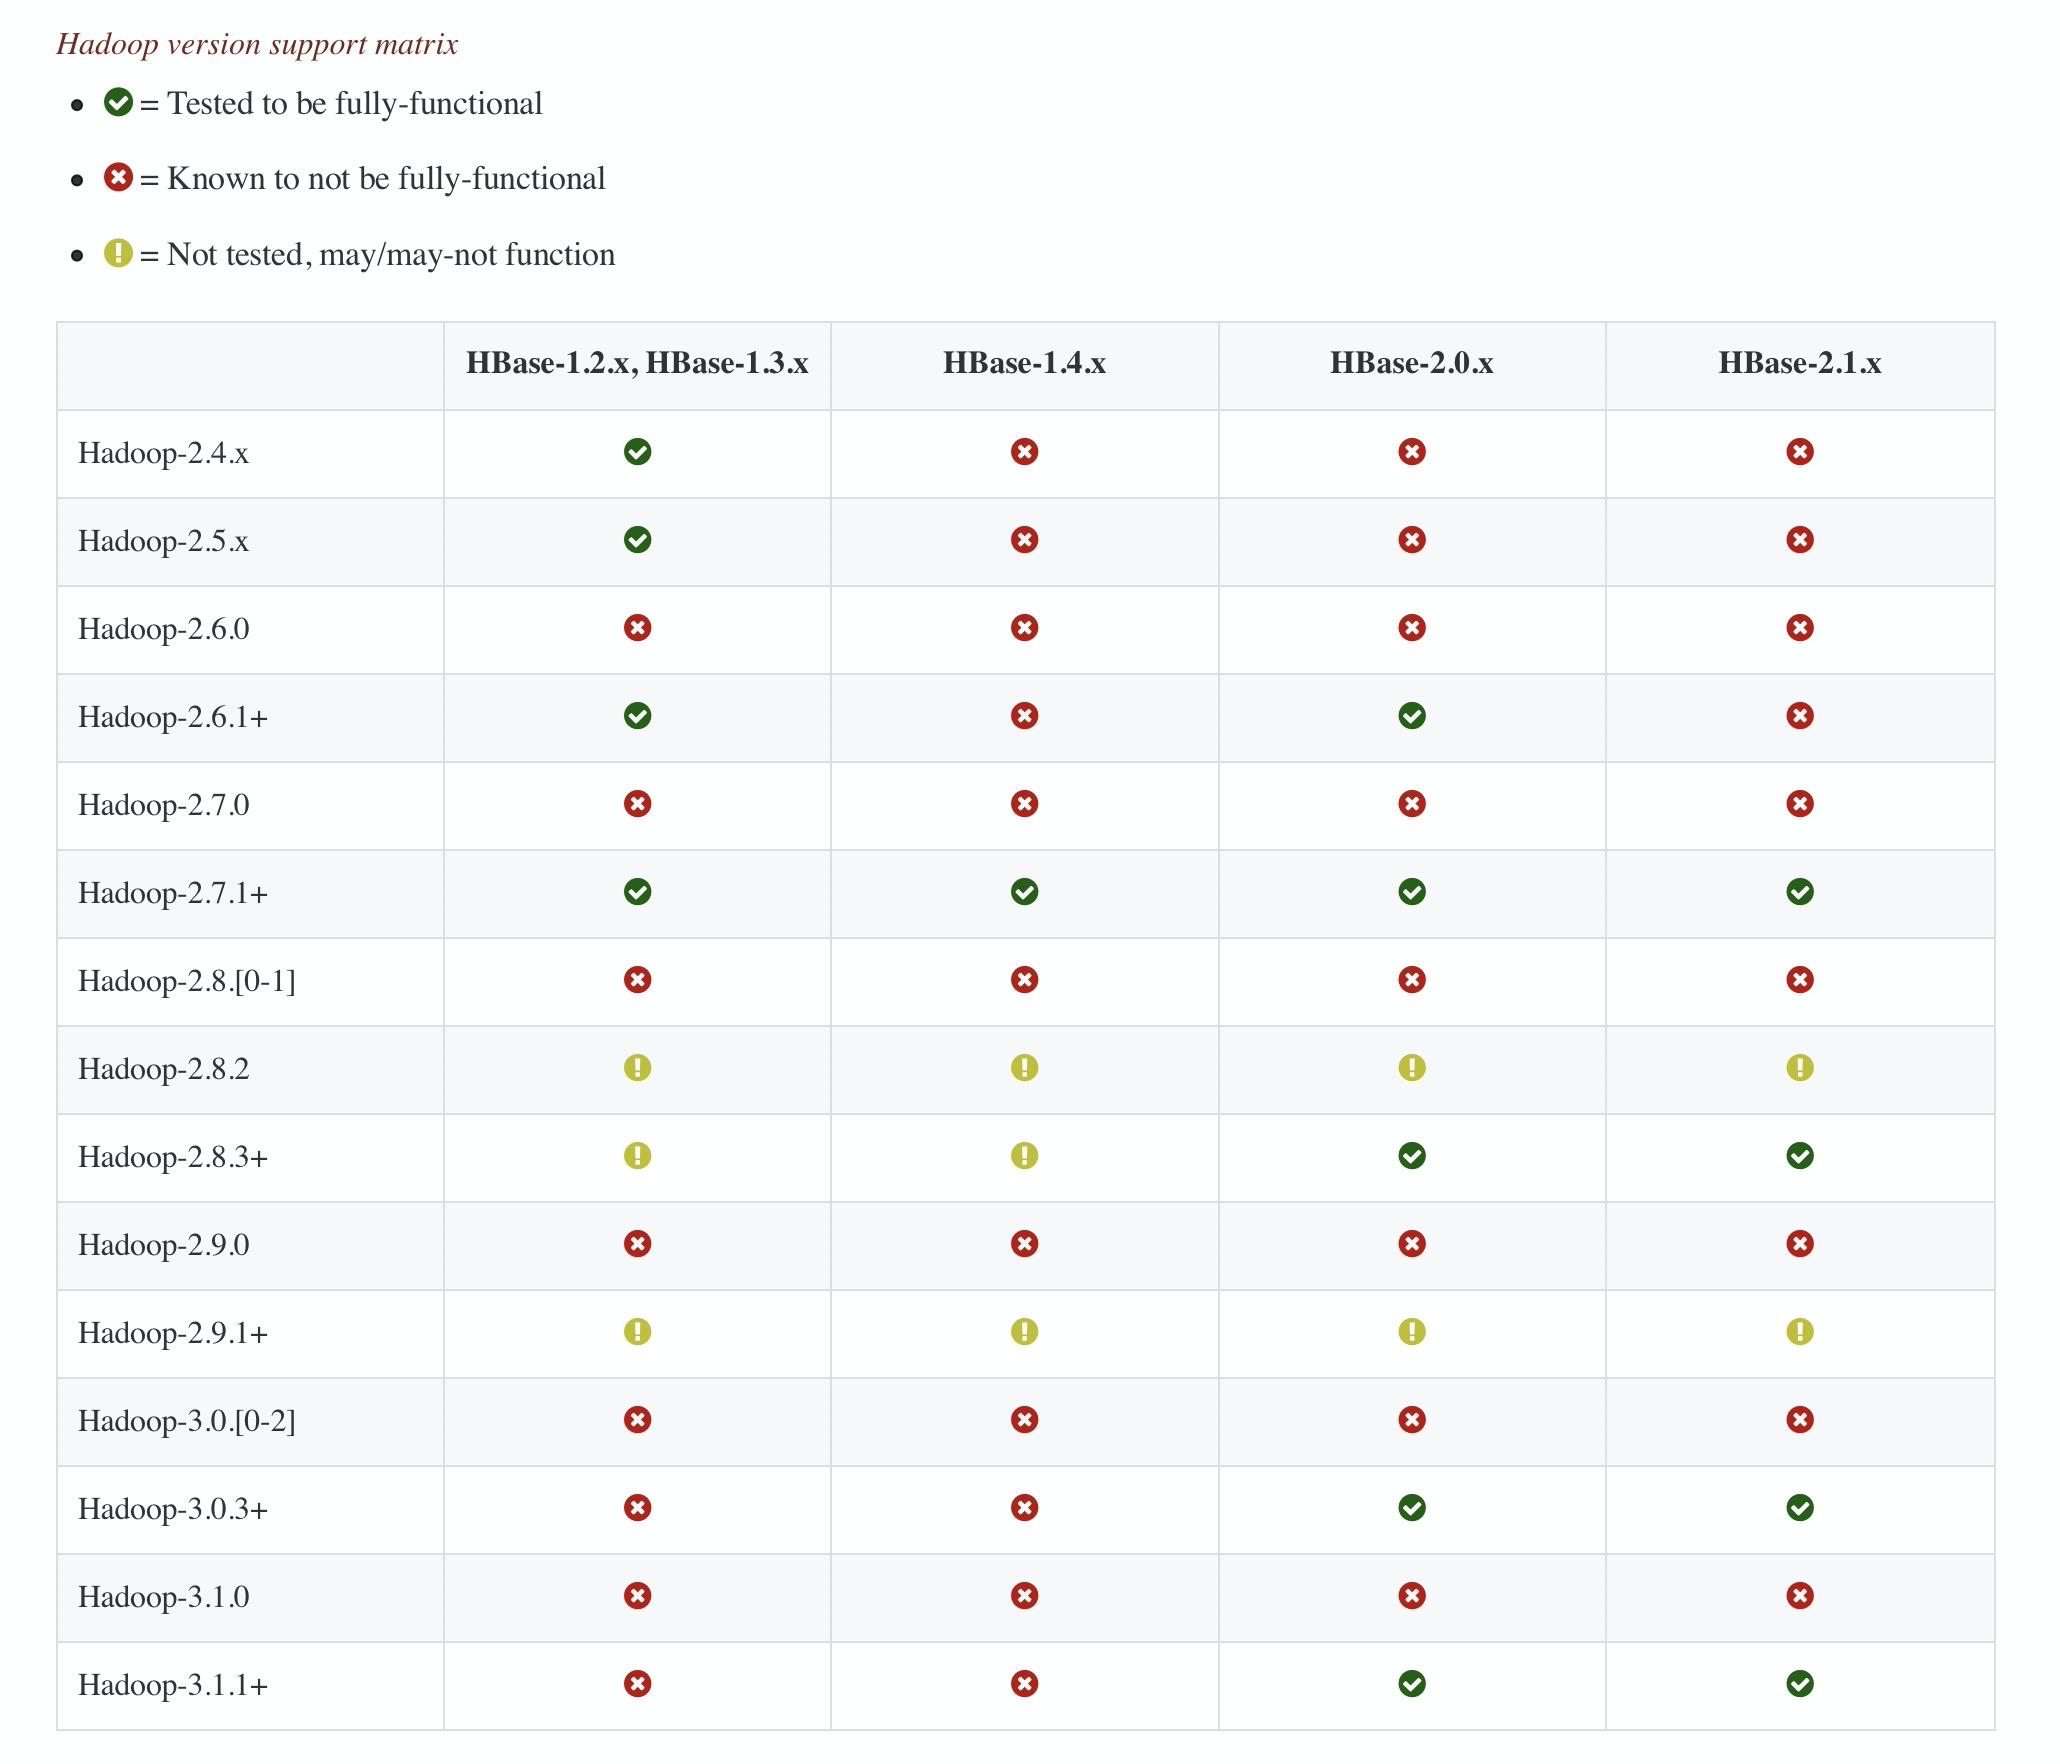 Hadoop version support matrix
= Tested to be fully-functional
= Known to not be fully-functional
= Not tested, may/may-not function
HBase-1.2.x, HBase-1.3.x HBase-1.4.x HBase-2.0.x HBase-2.1.x
Hadoop-2.4.x
Hadoop-2.5.x
Hadoop-2.6.0
Hadoop-2.6.1+
Hadoop-2.7.0
Hadoop-2.7.1+
Hadoop-2.8.[0-1]
Hadoop-2.8.2
Hadoop-2.8.3+
Hadoop-2.9.0
Hadoop-2.9.1+
Hadoop-3.0.[0-2]
Hadoop-3.0.3+
Hadoop-3.1.0
Hadoop-3.1.1+